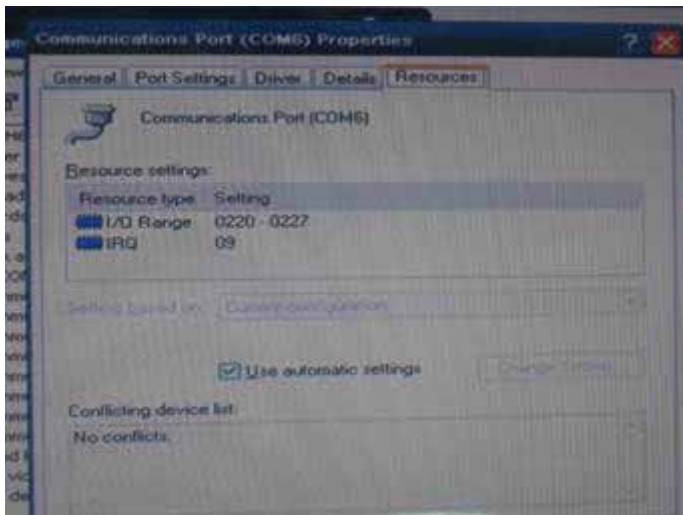 Communications Port (COM6) Properties
General Port Settings Driver Details Resources
Communications Port (COM6)
Resource settings:
Resource type Setting
I/O Range 0220 - 0227
IRQ 09
Setting based on: Current configuration
Use automatic settings Change Setting
Conflicting device list:
No conflicts.